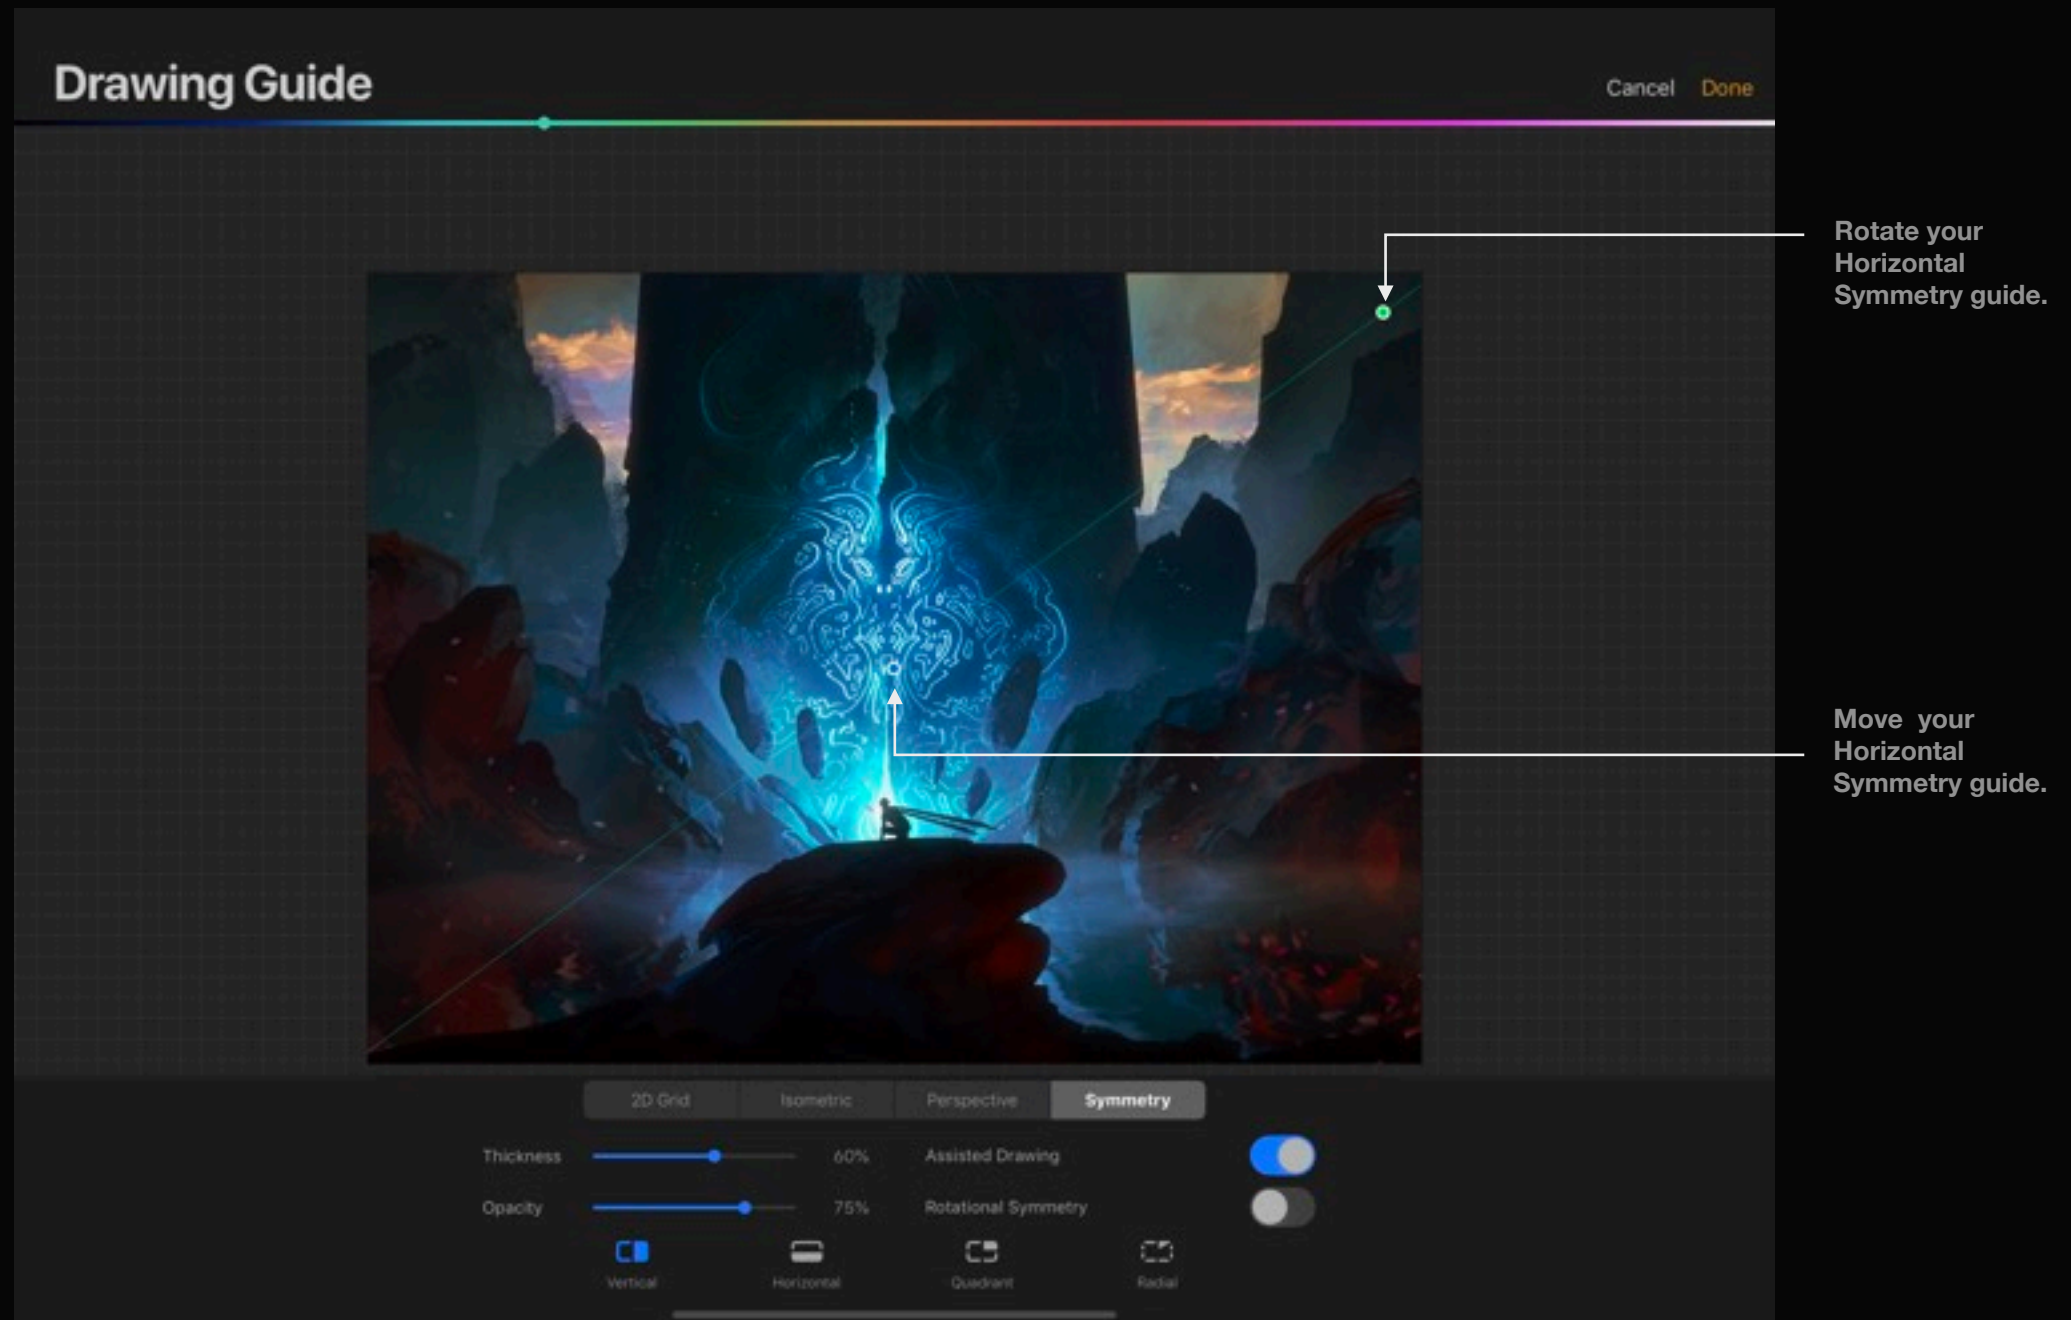 Drawing Guide
Cancel Done
Rotate your
Horizontal
Symmetry guide.
Move  your
Horizontal
Symmetry guide.
2D Grid Isometric Perspective Symmetry
Thickness 60% Assisted Drawing
Opacity 75% Rotational Symmetry
Vertical Horizontal Quadrant Radial